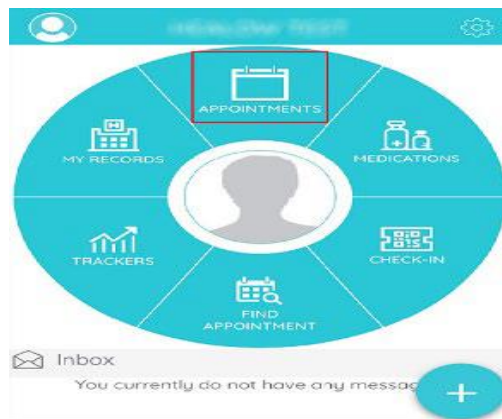 APPOINTMENTS
MY RECORDS
MEDICATIONS
TRACKERS
CHECK-IN
FIND
APPOINTMENT
Inbox
You currently do not have any messag
+